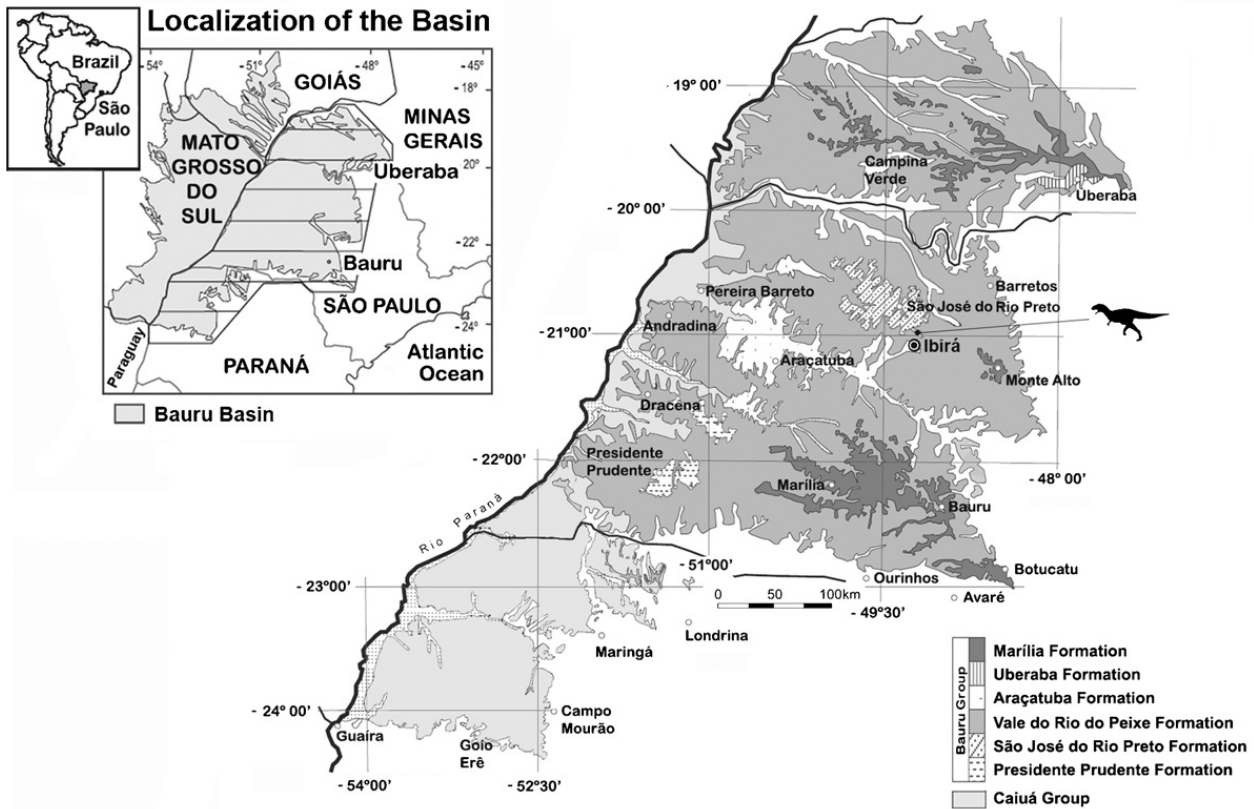 Localization of the Basin
Brazil
São
Paulo
- 54°
- 51°
- 48°
-45°
GOIÁS
-18°
MINAS
GERAIS
MATO
GROSSO
DO
SUL
20°
Uberaba
-22°
Bauru
SÃO PAULO
-24°
Paraguay
PARANÁ
Atlantic
Ocean
Bauru Basin
- 19° 00'
- 20° 00'
- 21° 00'
- 22°00'
-23°00'
- 24° 00'
Campina
Verde
Uberaba
Barretos
São José do Rio Preto
Pereira Barreto
Andradina
Ibirá
Araçatuba
Monte Alto
Dracena
Presidente
Prudente
- 48° 00'
Marília
Bauru
Rio Paraná
- 51°00'
Ourinhos
Botucatu
Avaré
0 50 100km
- 49°30'
Maringá
Londrina
Campo
Mourão
Guaíra
Goio
Erê
- 54°00'
- 52°30'
Bauru Group
Marília Formation
Uberaba Formation
Araçatuba Formation
Vale do Rio do Peixe Formation
São José do Rio Preto Formation
Presidente Prudente Formation
Caiuá Group